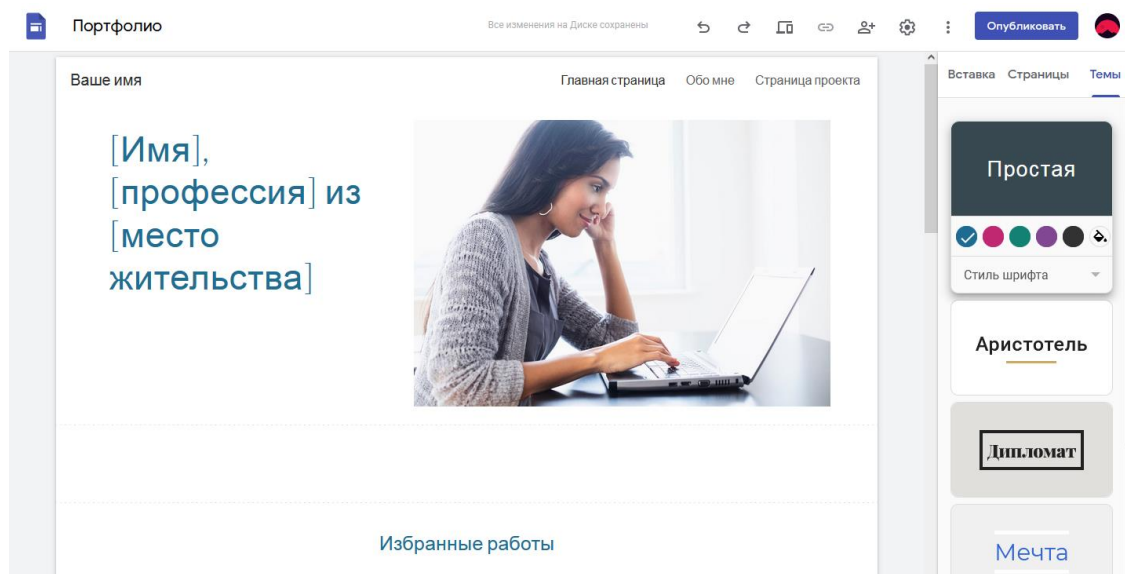 Портфолио
Все изменения на Диске сохранены
Опубликовать
Ваше имя
Главная страница Обо мне Страница проекта
Вставка Страницы Темы
[Имя],
[профессия] из
[место
жительства]
Простая
Стиль шрифта
Аристотель
Дипломат
Мечта
Избранные работы